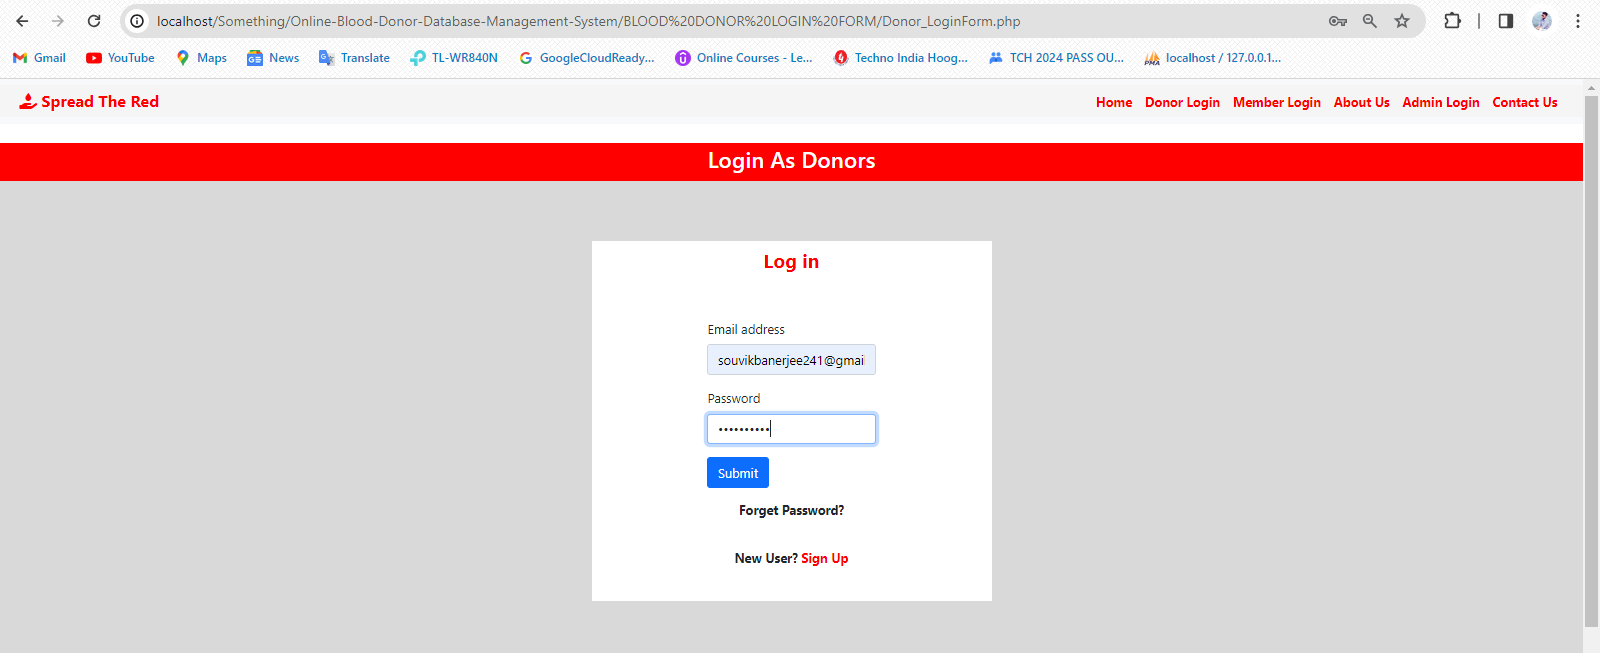 localhost/Something/Online-Blood-Donor-Database-Management-System/BLOOD%20DONOR%20LOGIN%20FORM/Donor_LoginForm.php
Gmail YouTube Maps News Translate TL-WR840N GoogleCloudReady... Online Courses - Le... Techno India Hoog... TCH 2024 PASS OU... PMA localhost / 127.0.0.1...
Spread The Red Home Donor Login Member Login About Us Admin Login Contact Us
Login As Donors
Log in
Email address
souvikbanerjee241@gmai
Password
••••••••••
Submit
Forget Password?
New User? Sign Up